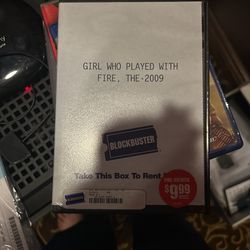 GIRL WHO PLAYED WITH
FIRE, THE-2009
BLOCKBUSTER
Take This Box To Rent
$9.99